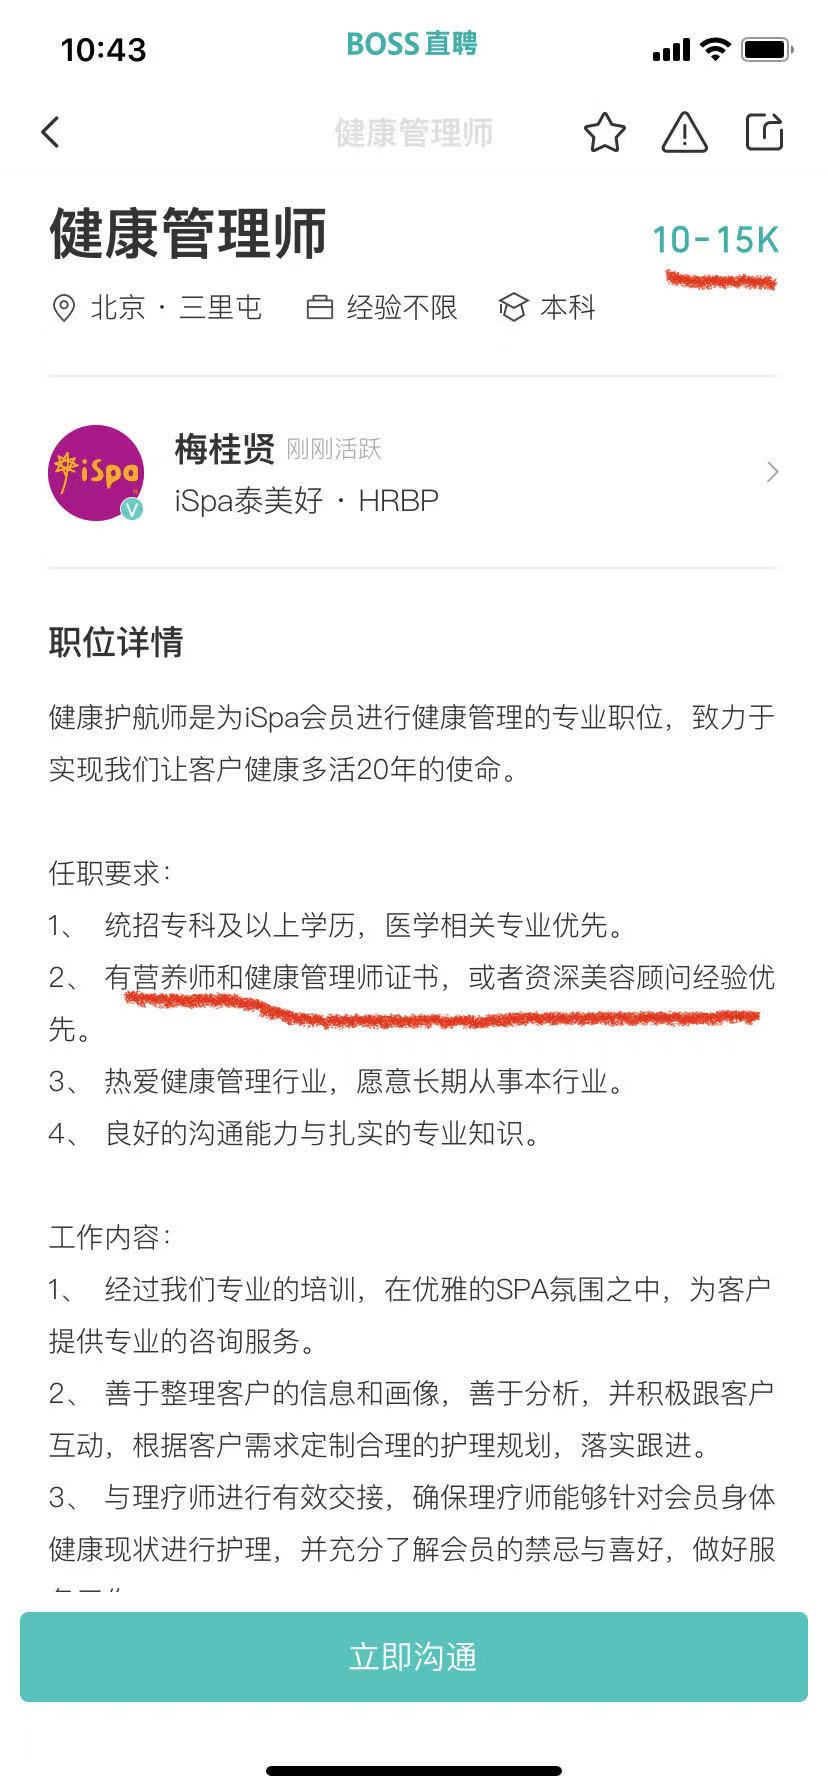 10:43
BOSS直聘
健康管理师
健康管理师
10-15K
北京 · 三里屯 经验不限 本科
iSpa
V
梅桂贤 刚刚活跃
iSpa泰美好 · HRBP
职位详情
健康护航师是为iSpa会员进行健康管理的专业职位，致力于
实现我们让客户健康多活20年的使命。
任职要求：
1、 统招专科及以上学历，医学相关专业优先。
2、 有营养师和健康管理师证书，或者资深美容顾问经验优
先。
3、 热爱健康管理行业，愿意长期从事本行业。
4、 良好的沟通能力与扎实的专业知识。
工作内容：
1、 经过我们专业的培训，在优雅的SPA氛围之中，为客户
提供专业的咨询服务。
2、 善于整理客户的信息和画像，善于分析，并积极跟客户
互动，根据客户需求定制合理的护理规划，落实跟进。
3、 与理疗师进行有效交接，确保理疗师能够针对会员身体
健康现状进行护理，并充分了解会员的禁忌与喜好，做好服
立即沟通